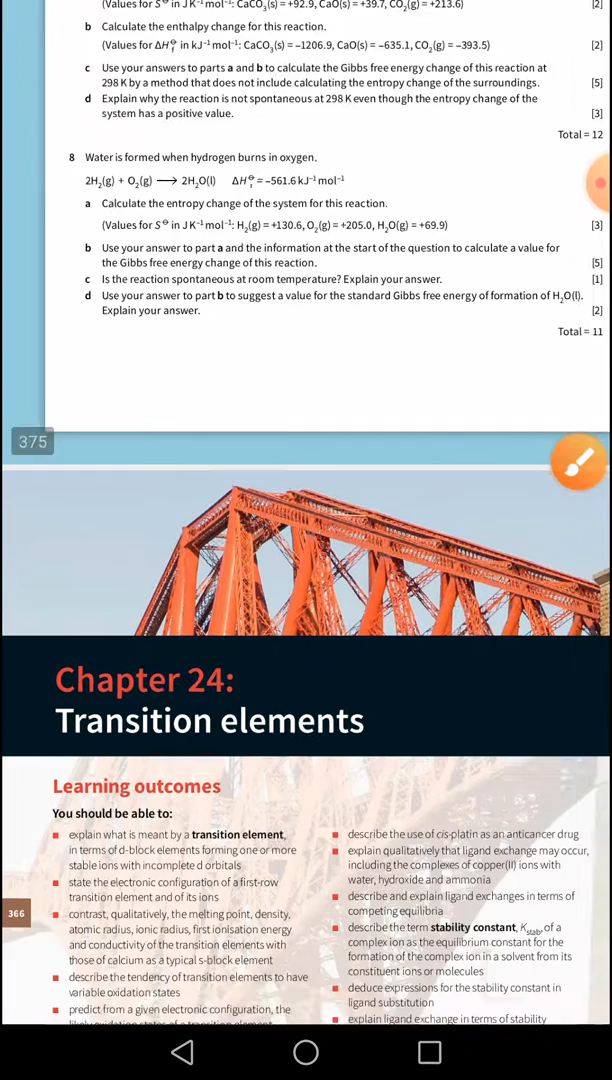 (Values for S⦵ in J K⁻¹ mol⁻¹: CaCO₃(s) = +92.9, CaO(s) = +39.7, CO₂(g) = +213.6) [2]
b Calculate the enthalpy change for this reaction.
(Values for ΔH⦵f in kJ⁻¹ mol⁻¹: CaCO₃(s) = –1206.9, CaO(s) = –635.1, CO₂(g) = –393.5) [2]
c Use your answers to parts a and b to calculate the Gibbs free energy change of this reaction at
298 K by a method that does not include calculating the entropy change of the surroundings. [5]
d Explain why the reaction is not spontaneous at 298 K even though the entropy change of the
system has a positive value. [3]
Total = 12
8 Water is formed when hydrogen burns in oxygen.
2H₂(g) + O₂(g) ⟶ 2H₂O(l) ΔH⦵r = –561.6 kJ⁻¹ mol⁻¹
a Calculate the entropy change of the system for this reaction.
(Values for S⦵ in J K⁻¹ mol⁻¹: H₂(g) = +130.6, O₂(g) = +205.0, H₂O(g) = +69.9) [3]
b Use your answer to part a and the information at the start of the question to calculate a value for
the Gibbs free energy change of this reaction. [5]
c Is the reaction spontaneous at room temperature? Explain your answer. [1]
d Use your answer to part b to suggest a value for the standard Gibbs free energy of formation of H₂O(l).
Explain your answer. [2]
Total = 11
375
Chapter 24:
Transition elements
Learning outcomes
You should be able to:
■ explain what is meant by a transition element,
in terms of d-block elements forming one or more
stable ions with incomplete d orbitals
■ state the electronic configuration of a first-row
transition element and of its ions
■ contrast, qualitatively, the melting point, density,
atomic radius, ionic radius, first ionisation energy
and conductivity of the transition elements with
those of calcium as a typical s-block element
■ describe the tendency of transition elements to have
variable oxidation states
■ predict from a given electronic configuration, the
likely oxidation states of a transition element
■ describe the use of cis-platin as an anticancer drug
■ explain qualitatively that ligand exchange may occur,
including the complexes of copper(II) ions with
water, hydroxide and ammonia
■ describe and explain ligand exchanges in terms of
competing equilibria
■ describe the term stability constant, Kstab, of a
complex ion as the equilibrium constant for the
formation of the complex ion in a solvent from its
constituent ions or molecules
■ deduce expressions for the stability constant in
ligand substitution
■ explain ligand exchange in terms of stability
366